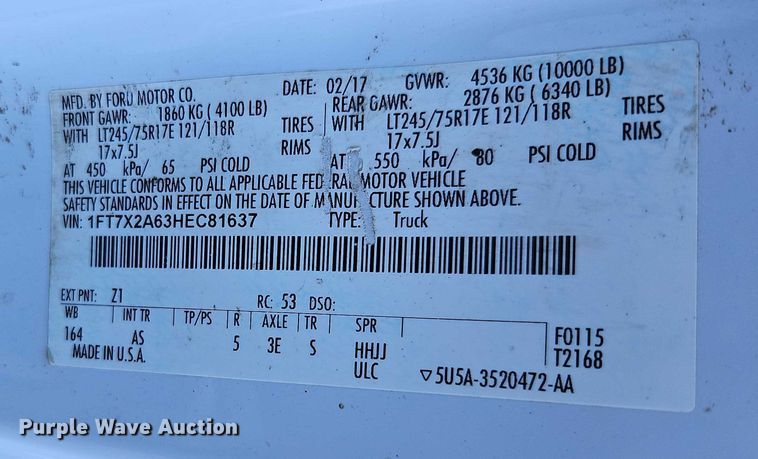 MFD. BY FORD MOTOR CO. DATE: 02/17 GVWR: 4536 KG (10000 LB)
FRONT GAWR: 1860 KG (4100 LB) REAR GAWR: 2876 KG (6340 LB)
WITH LT245/75R17E 121/118R TIRES WITH LT245/75R17E 121/118R TIRES
17x7.5J RIMS 17x7.5J RIMS
AT 450 kPa/ 65 PSI COLD AT 550 kPa/ 80 PSI COLD
THIS VEHICLE CONFORMS TO ALL APPLICABLE FEDERAL MOTOR VEHICLE
SAFETY STANDARDS IN EFFECT ON THE DATE OF MANUFACTURE SHOWN ABOVE.
VIN: 1FT7X2A63HEC81637 TYPE: Truck
EXT PNT: Z1 RC: 53 DSO:
WB INT TR TP/PS R AXLE TR SPR
164 AS 5 3E S HHJJ F0115
MADE IN U.S.A. ULC T2168
▽5U5A-3520472-AA
Purple Wave Auction